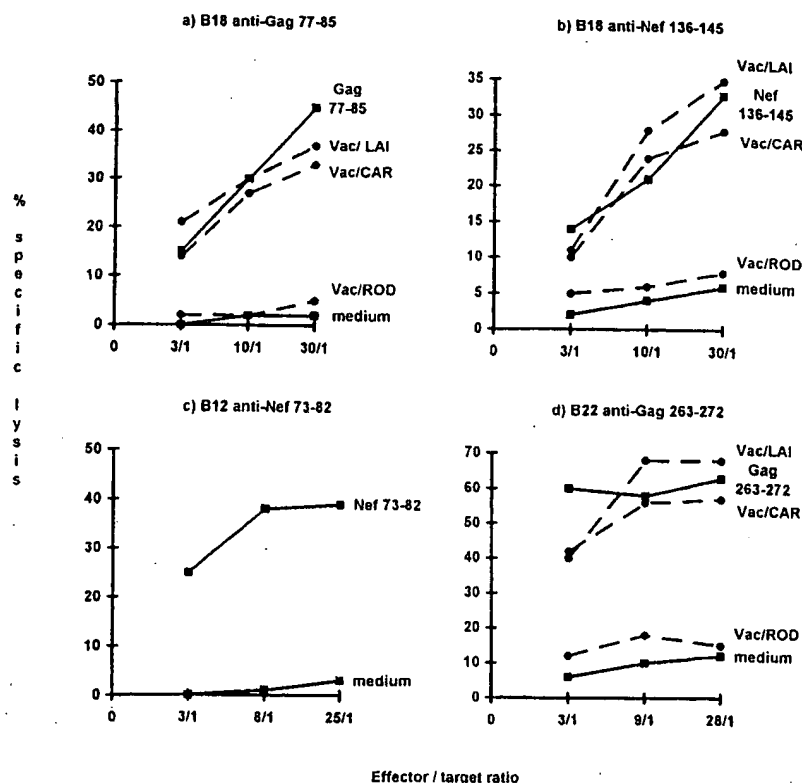 a) B18 anti-Gag 77-85
50
40
30
20
10
0
0
3/1
10/1
30/1
Gag
77-85
Vac/ LAI
Vac/CAR
Vac/ROD
medium
b) B18 anti-Nef 136-145
35
30
25
20
15
10
5
0
0
3/1
10/1
30/1
Vac/LAI
Nef
136-145
Vac/CAR
Vac/ROD
medium
% specific lysis
c) B12 anti-Nef 73-82
50
40
30
20
10
0
0
3/1
8/1
25/1
Nef 73-82
medium
d) B22 anti-Gag 263-272
70
60
50
40
30
20
10
0
0
3/1
9/1
28/1
Vac/LAI
Gag
263-272
Vac/CAR
Vac/ROD
medium
Effector / target ratio